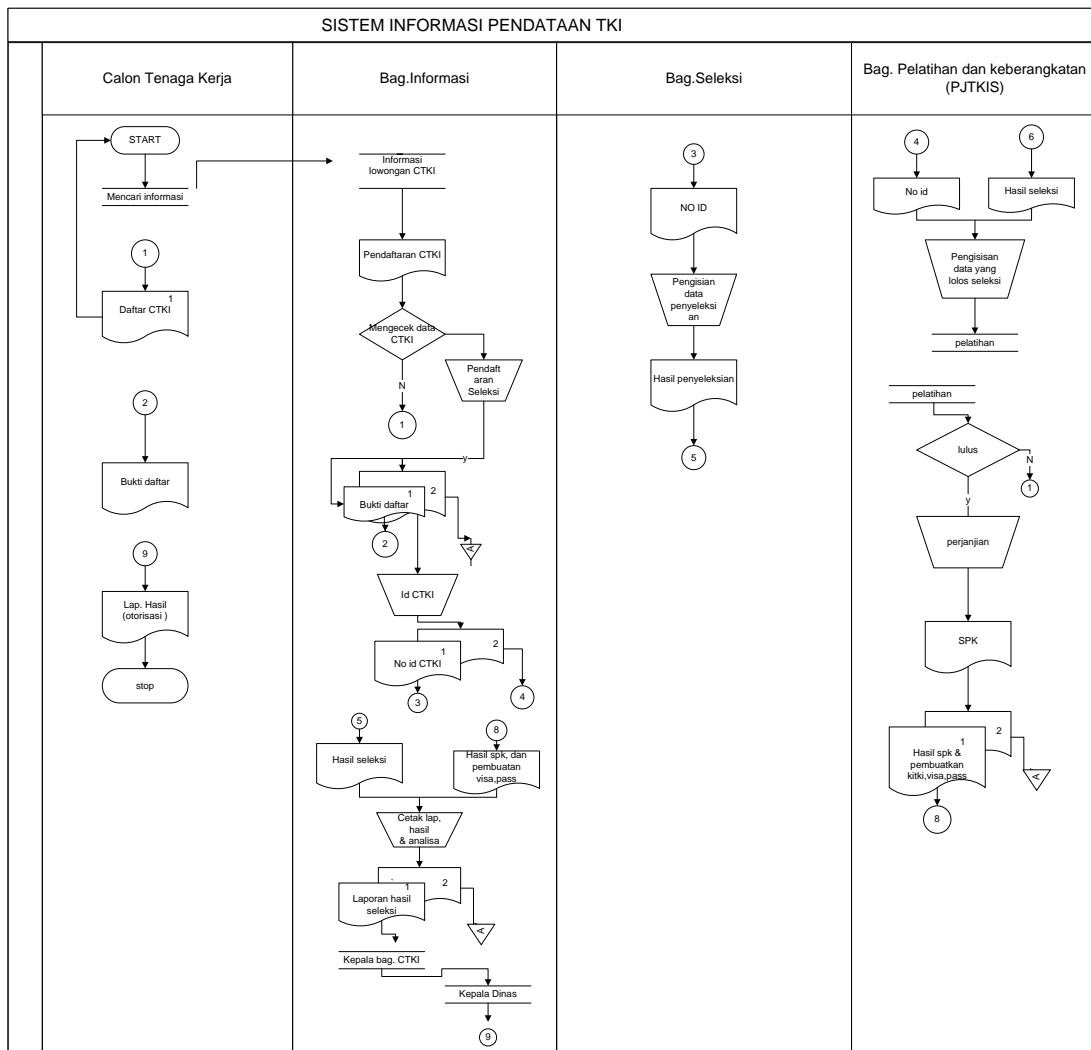 SISTEM INFORMASI PENDATAAN TKI
Calon Tenaga Kerja
START
Mencari informasi
1
1
Daftar CTKI
2
Bukti daftar
9
Lap. Hasil
(otorisasi )
stop
Bag.Informasi
Informasi
lowongan CTKI
Pendaftaran CTKI
Mengecek data
CTKI
Pendaft
aran
Seleksi
N
1
y
2
1
Bukti daftar
2
A
Id CTKI
2
1
No id CTKI
3
4
5
8
Hasil seleksi
Hasil spk, dan
pembuatan
visa,pass
Cetak lap,
hasil
& analisa
2
1
Laporan hasil
seleksi
A
Kepala bag. CTKI
Kepala Dinas
9
Bag.Seleksi
3
NO ID
Pengisian
data
penyeleksi
an
Hasil penyeleksian
5
Bag. Pelatihan dan keberangkatan
(PJTKIS)
4
6
No id
Hasil seleksi
Pengisisan
data yang
lolos seleksi
pelatihan
pelatihan
lulus
N
1
y
perjanjian
SPK
2
1
Hasil spk &
pembuatkan
kitki,visa,pass
A
8